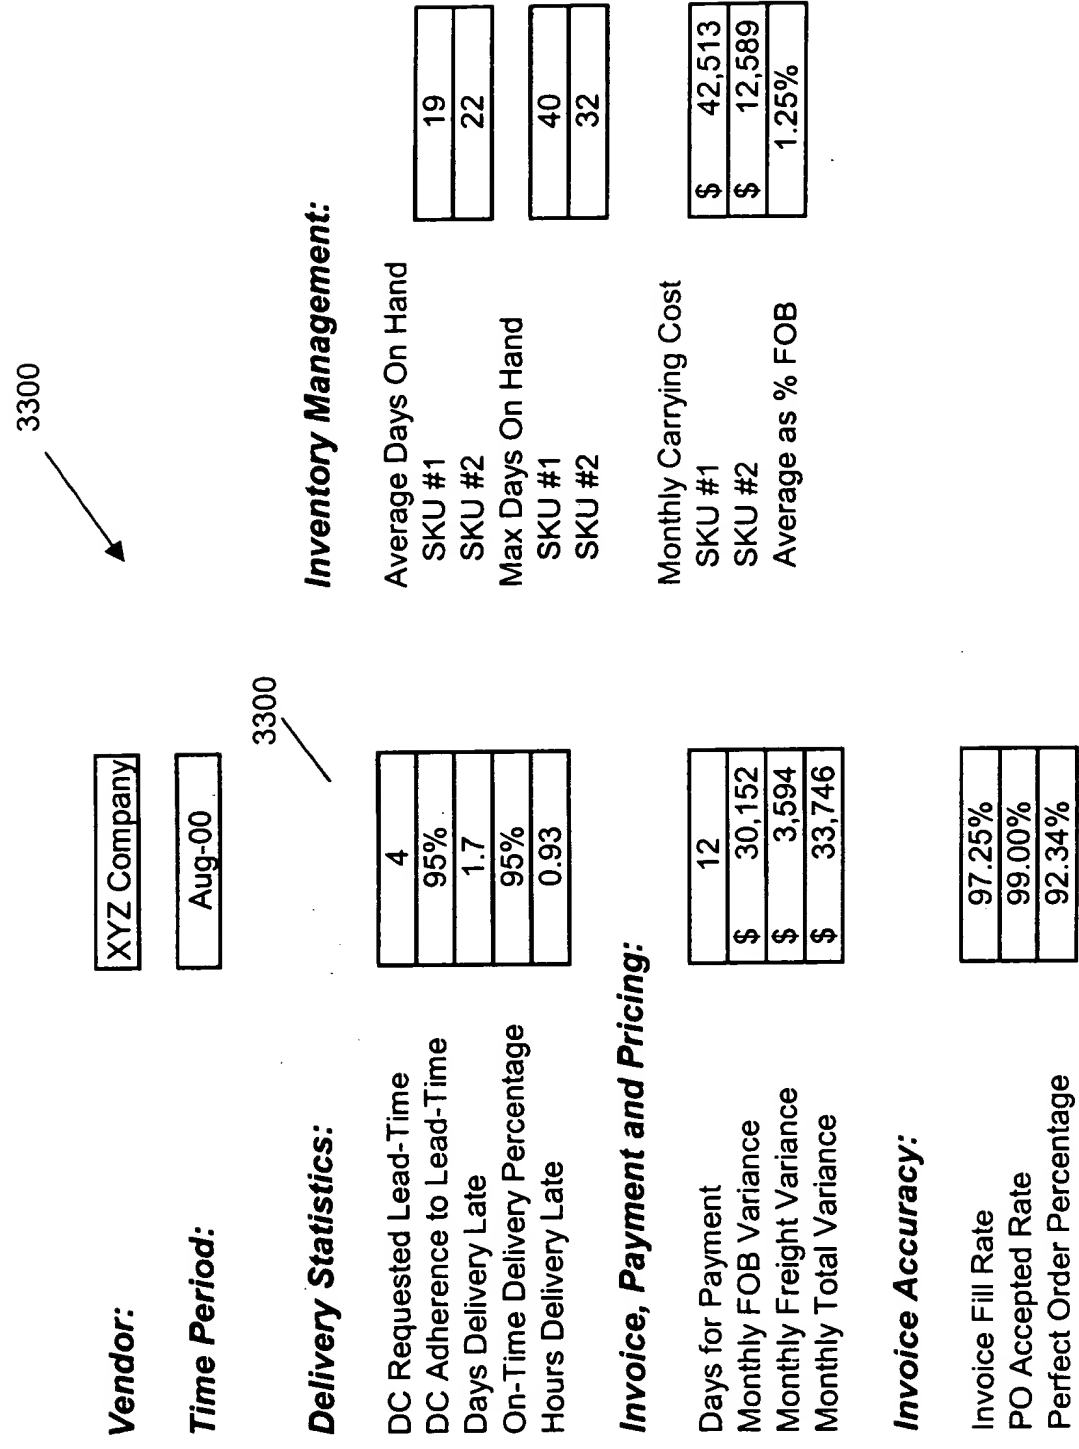 3300
Vendor: XYZ Company
Time Period: Aug-00
3300
Delivery Statistics:
DC Requested Lead-Time 4
DC Adherence to Lead-Time 95%
Days Delivery Late 1.7
On-Time Delivery Percentage 95%
Hours Delivery Late 0.93
Invoice, Payment and Pricing:
Days for Payment 12
Monthly FOB Variance $ 30,152
Monthly Freight Variance $ 3,594
Monthly Total Variance $ 33,746
Invoice Accuracy:
Invoice Fill Rate 97.25%
PO Accepted Rate 99.00%
Perfect Order Percentage 92.34%
Inventory Management:
Average Days On Hand
SKU #1 19
SKU #2 22
Max Days On Hand
SKU #1 40
SKU #2 32
Monthly Carrying Cost
SKU #1 $ 42,513
SKU #2 $ 12,589
Average as % FOB 1.25%